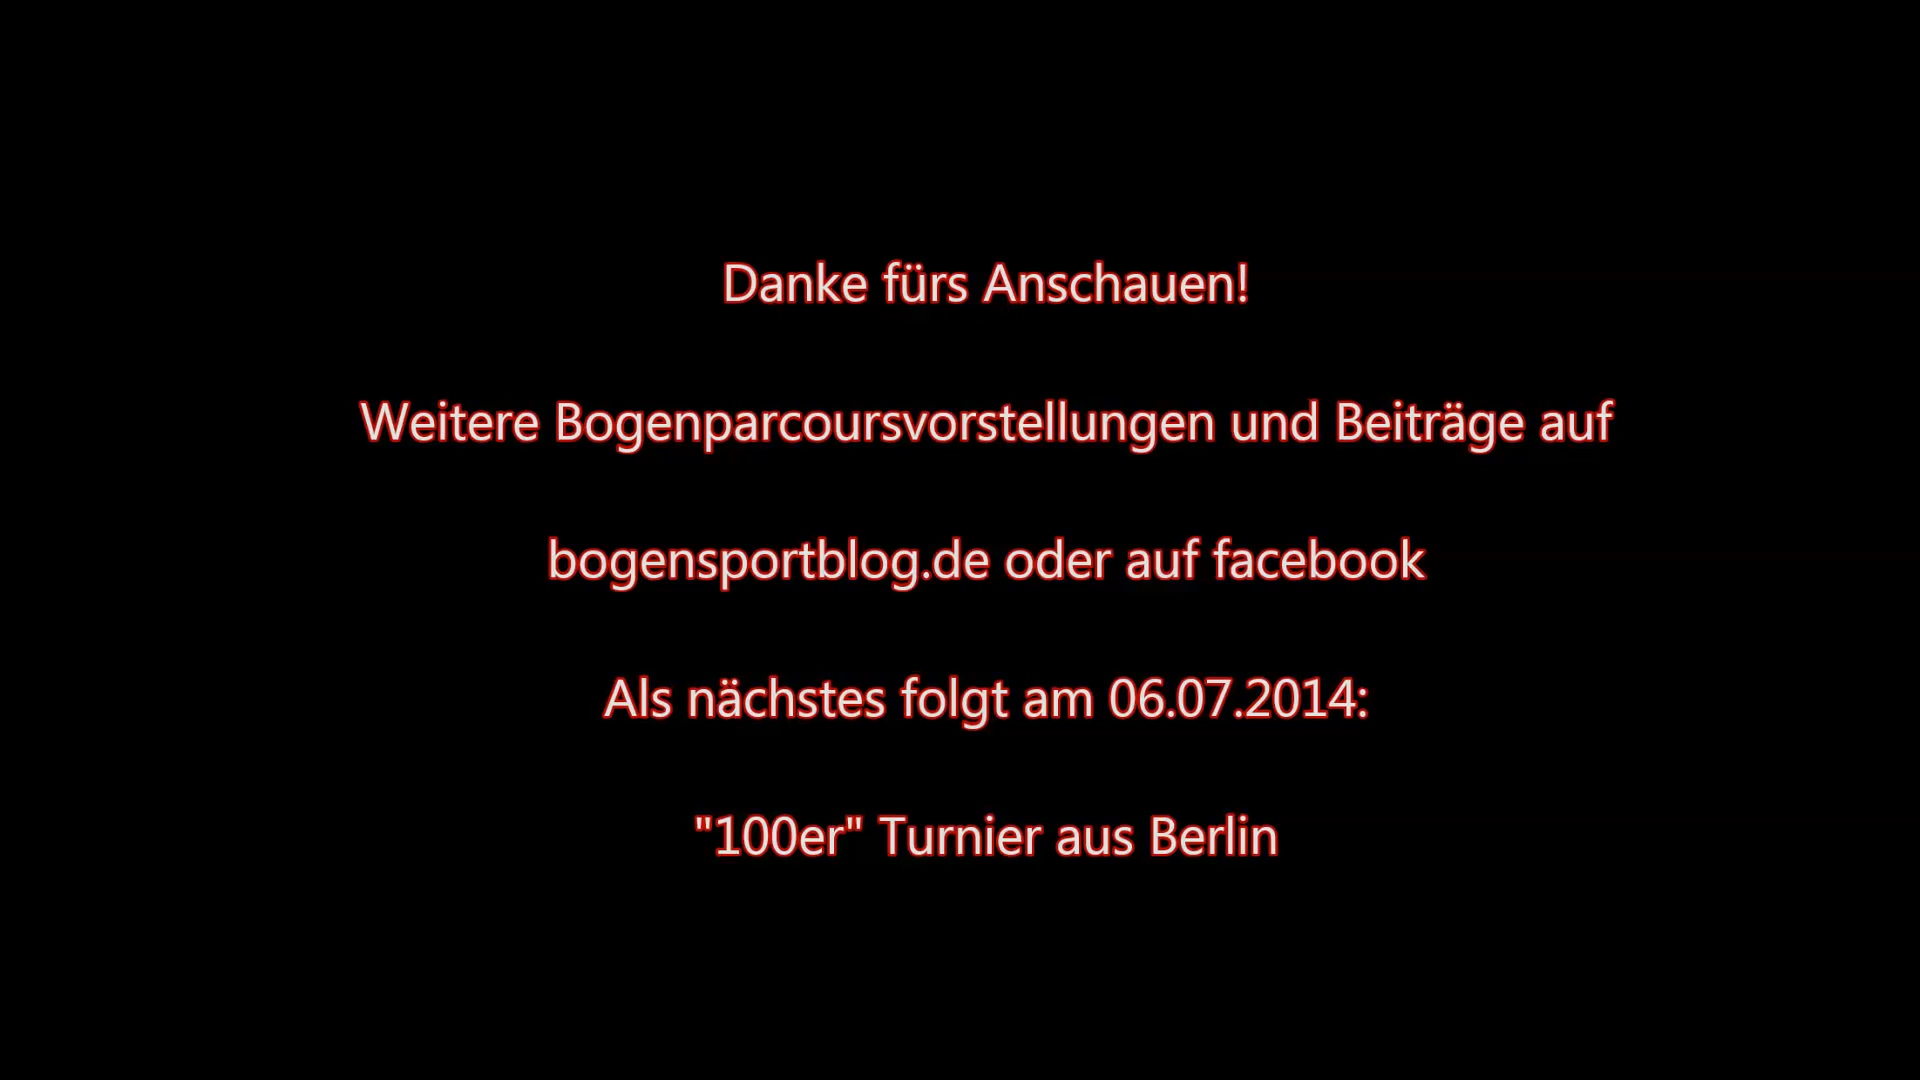 Danke fürs Anschauen!
Weitere Bogenparcoursvorstellungen und Beiträge auf
bogensportblog.de oder auf facebook
Als nächstes folgt am 06.07.2014:
"100er" Turnier aus Berlin